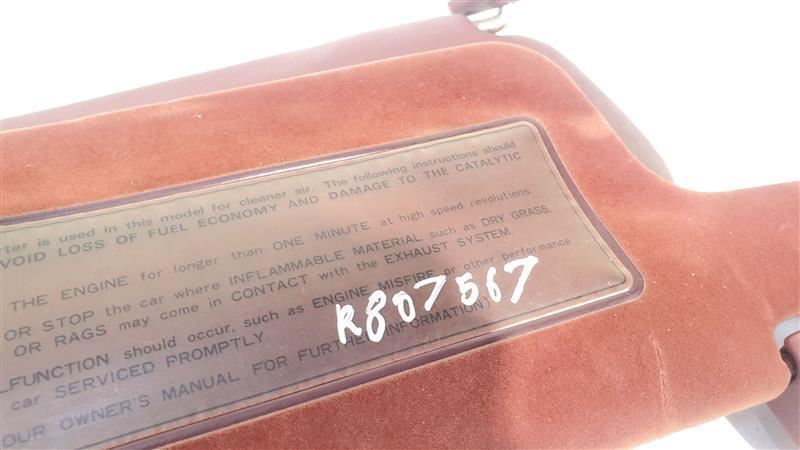 rter is used in this model for cleaner air. The following instructions should
VOID LOSS OF FUEL ECONOMY AND DAMAGE TO THE CATALYTIC
THE ENGINE for longer than ONE MINUTE at high speed revolutions
OR STOP the car where INFLAMMABLE MATERIAL such as DRY GRASS,
OR RAGS may come in CONTACT with the EXHAUST SYSTEM.
LFUNCTION should occur, such as ENGINE MISFIRE or other performance
car SERVICED PROMPTLY
OUR OWNER'S MANUAL FOR FURTHER INFORMATION)
R807567